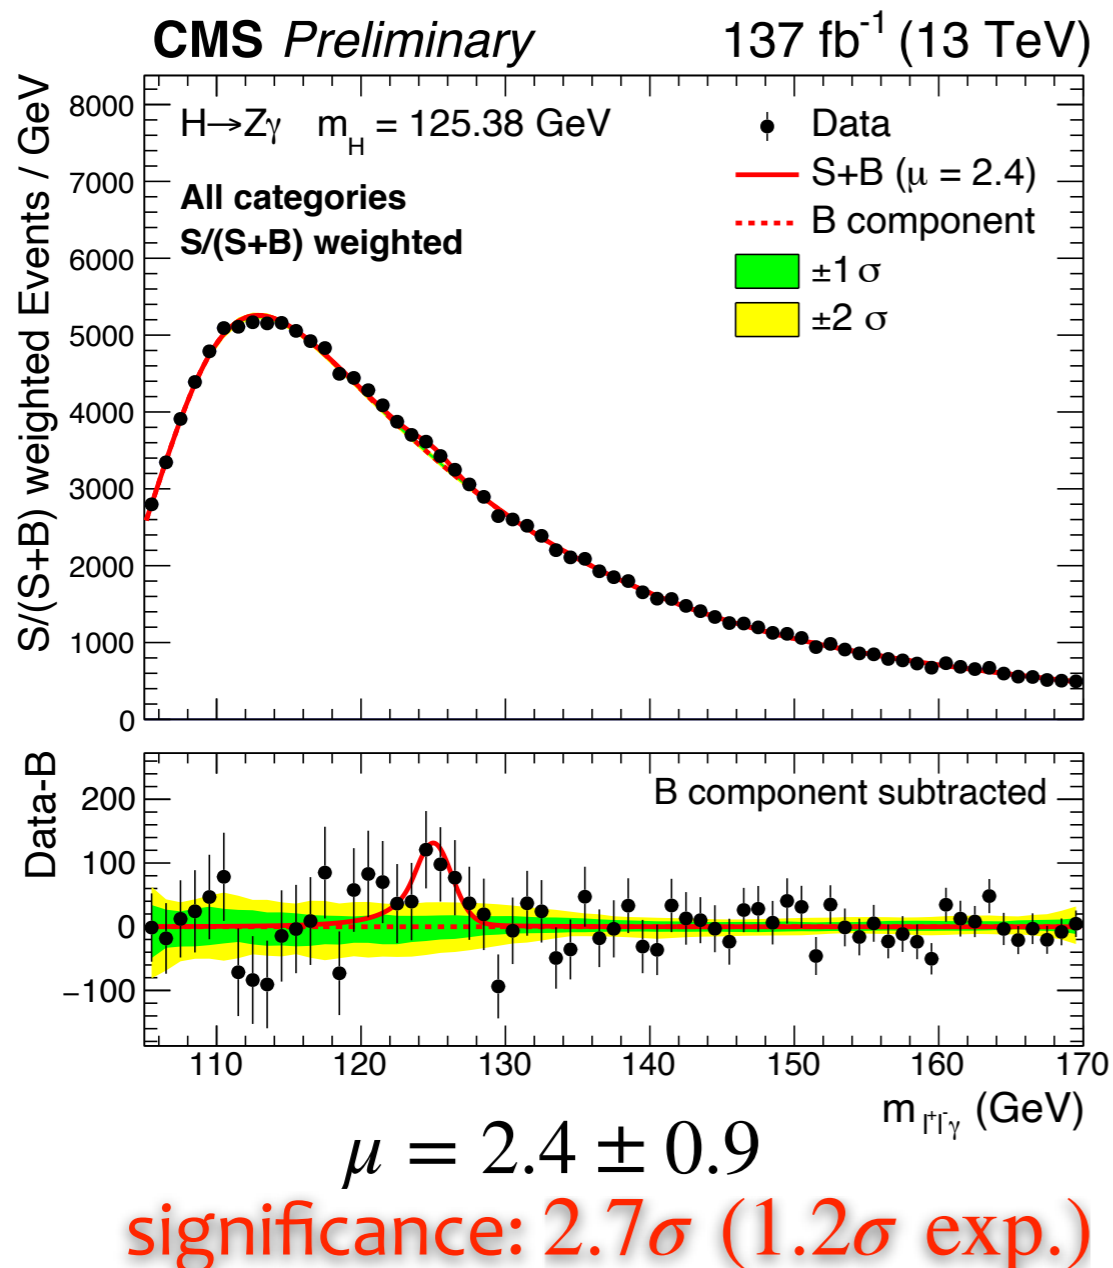 CMS Preliminary 137 fb⁻¹ (13 TeV)
S/(S+B) weighted Events / GeV
8000
7000
6000
5000
4000
3000
2000
1000
0
H→Zγ m_H = 125.38 GeV
All categories
S/(S+B) weighted
Data
S+B (μ = 2.4)
B component
±1 σ
±2 σ
Data-B
200
100
0
−100
B component subtracted
110 120 130 140 150 160 170
m_l⁺l⁻γ (GeV)
μ = 2.4 ± 0.9
significance: 2.7σ (1.2σ exp.)